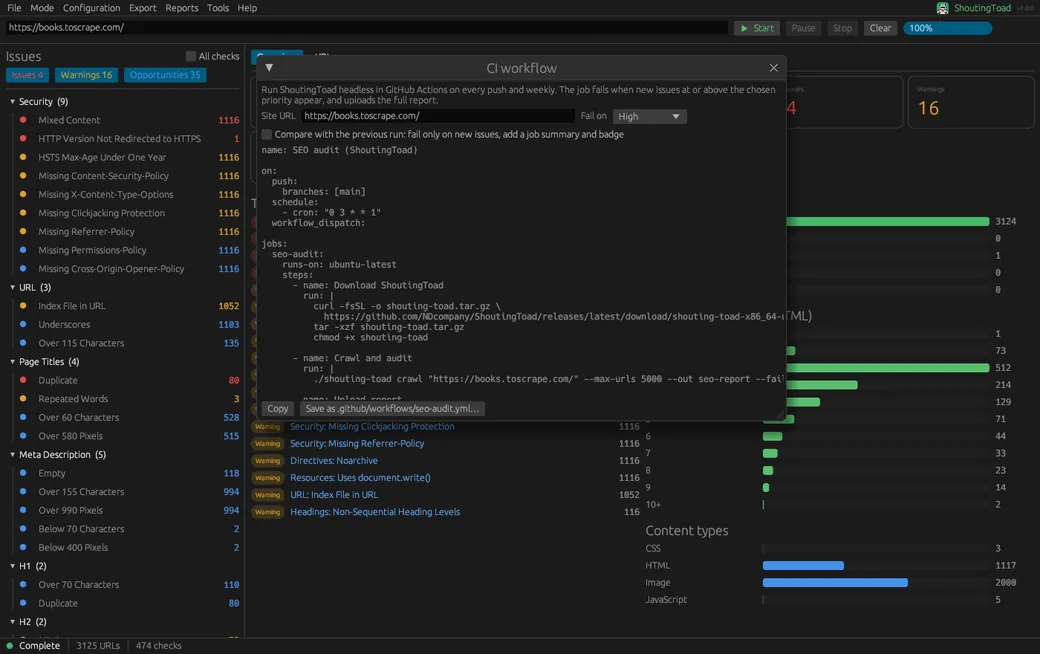 File Mode Configuration Export Reports Tools Help
ShoutingToad v1.0.0
https://books.toscrape.com/
Start Pause Stop Clear 100%
Issues
All checks
Issues 4 Warnings 16 Opportunities 35
Security (9)
Mixed Content 1116
HTTP Version Not Redirected to HTTPS 1
HSTS Max-Age Under One Year 1116
Missing Content-Security-Policy 1116
Missing X-Content-Type-Options 1116
Missing Clickjacking Protection 1116
Missing Referrer-Policy 1116
Missing Permissions-Policy 1116
Missing Cross-Origin-Opener-Policy 1116
URL (3)
Index File in URL 1052
Underscores 1103
Over 115 Characters 135
Page Titles (4)
Duplicate 80
Repeated Words 3
Over 60 Characters 528
Over 580 Pixels 515
Meta Description (5)
Empty 118
Over 155 Characters 994
Over 990 Pixels 994
Below 70 Characters 2
Below 400 Pixels 2
H1 (2)
Over 70 Characters 110
Duplicate 80
H2 (2)
CI workflow
Run ShoutingToad headless in GitHub Actions on every push and weekly. The job fails when new issues at or above the chosen
priority appear, and uploads the full report.
Site URL https://books.toscrape.com/ Fail on High
Compare with the previous run: fail only on new issues, add a job summary and badge
name: SEO audit (ShoutingToad)
on:
push:
branches: [main]
schedule:
- cron: "0 3 * * 1"
workflow_dispatch:
jobs:
seo-audit:
runs-on: ubuntu-latest
steps:
- name: Download ShoutingToad
run: |
curl -fsSL -o shouting-toad.tar.gz \
https://github.com/NDcompany/ShoutingToad/releases/latest/download/shouting-toad-x86_64-
tar -xzf shouting-toad.tar.gz
chmod +x shouting-toad
- name: Crawl and audit
run: |
./shouting-toad crawl "https://books.toscrape.com/" --max-urls 5000 --out seo-report --fail
Copy Save as .github/workflows/seo-audit.yml...
4
Warnings
16
3124
0
1
0
0
HTML)
1
73
512
214
129
71
6 44
7 33
8 23
9 14
10+ 2
Warning Security: Missing Clickjacking Protection 1116
Warning Security: Missing Referrer-Policy 1116
Warning Directives: Noarchive 1116
Warning Resources: Uses document.write() 1116
Warning URL: Index File in URL 1052
Warning Headings: Non-Sequential Heading Levels 116
Content types
CSS 3
HTML 1117
Image 2000
JavaScript 5
Complete 3125 URLs 474 checks